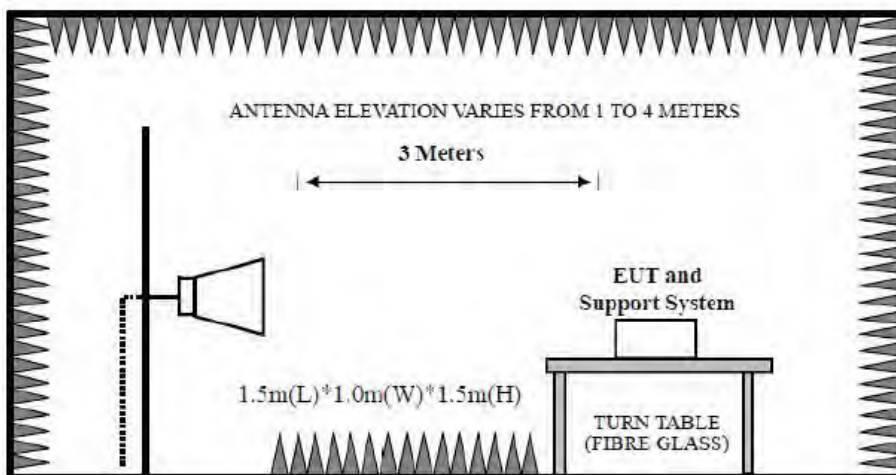 ANTENNA ELEVATION VARIES FROM 1 TO 4 METERS
3 Meters
EUT and
Support System
1.5m(L)*1.0m(W)*1.5m(H)
TURN TABLE
(FIBRE GLASS)